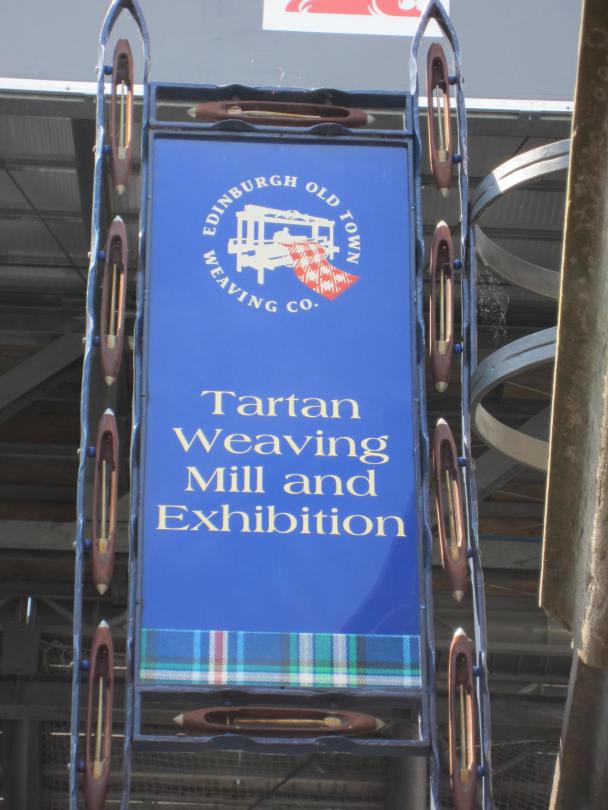 EDINBURGH OLD TOWN
WEAVING CO.
Tartan
Weaving
Mill and
Exhibition